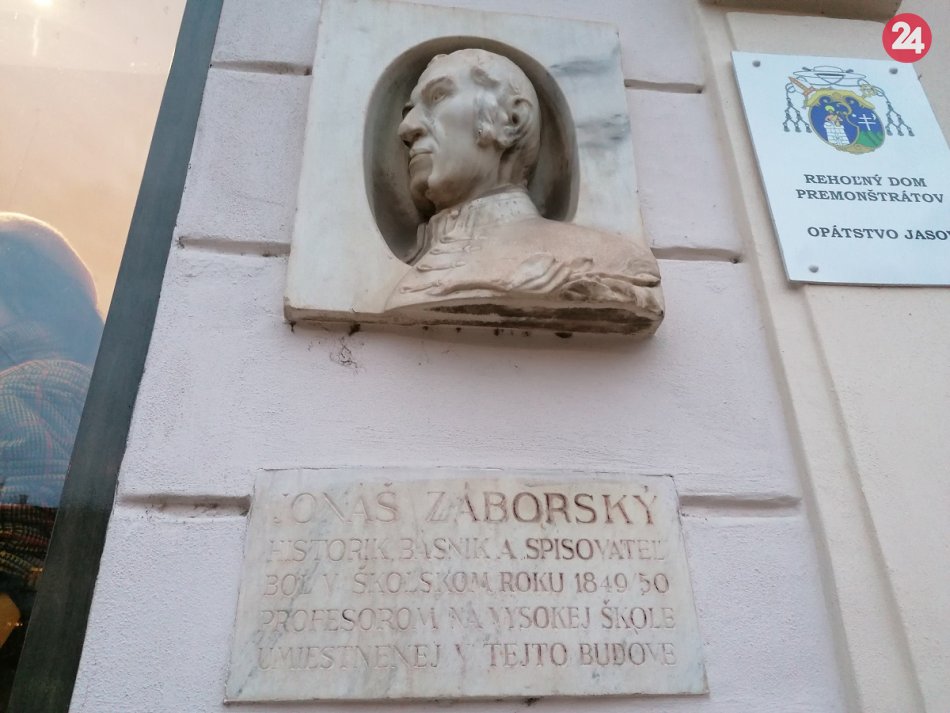 24
REHOĽNÝ DOM
PREMONŠTRÁTOV
OPÁTSTVO JASOV
JONÁŠ ZÁBORSKÝ
HISTORIK, BÁSNIK A SPISOVATEĽ
BOL V ŠKOLSKOM ROKU 1849/50
PROFESOROM NA VYSOKEJ ŠKOLE
UMIESTNENEJ V TEJTO BUDOVE